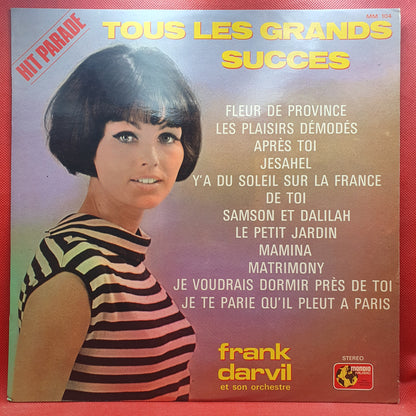 HIT PARADE
MM 104
TOUS LES GRANDS
SUCCES
FLEUR DE PROVINCE
LES PLAISIRS DÉMODÉS
APRÈS TOI
JESAHEL
Y'A DU SOLEIL SUR LA FRANCE
DE TOI
SAMSON ET DALILAH
LE PETIT JARDIN
MAMINA
MATRIMONY
JE VOUDRAIS DORMIR PRÈS DE TOI
JE TE PARIE QU'IL PLEUT A PARIS
frank
darvil
et son orchestre
STEREO
mondio
music